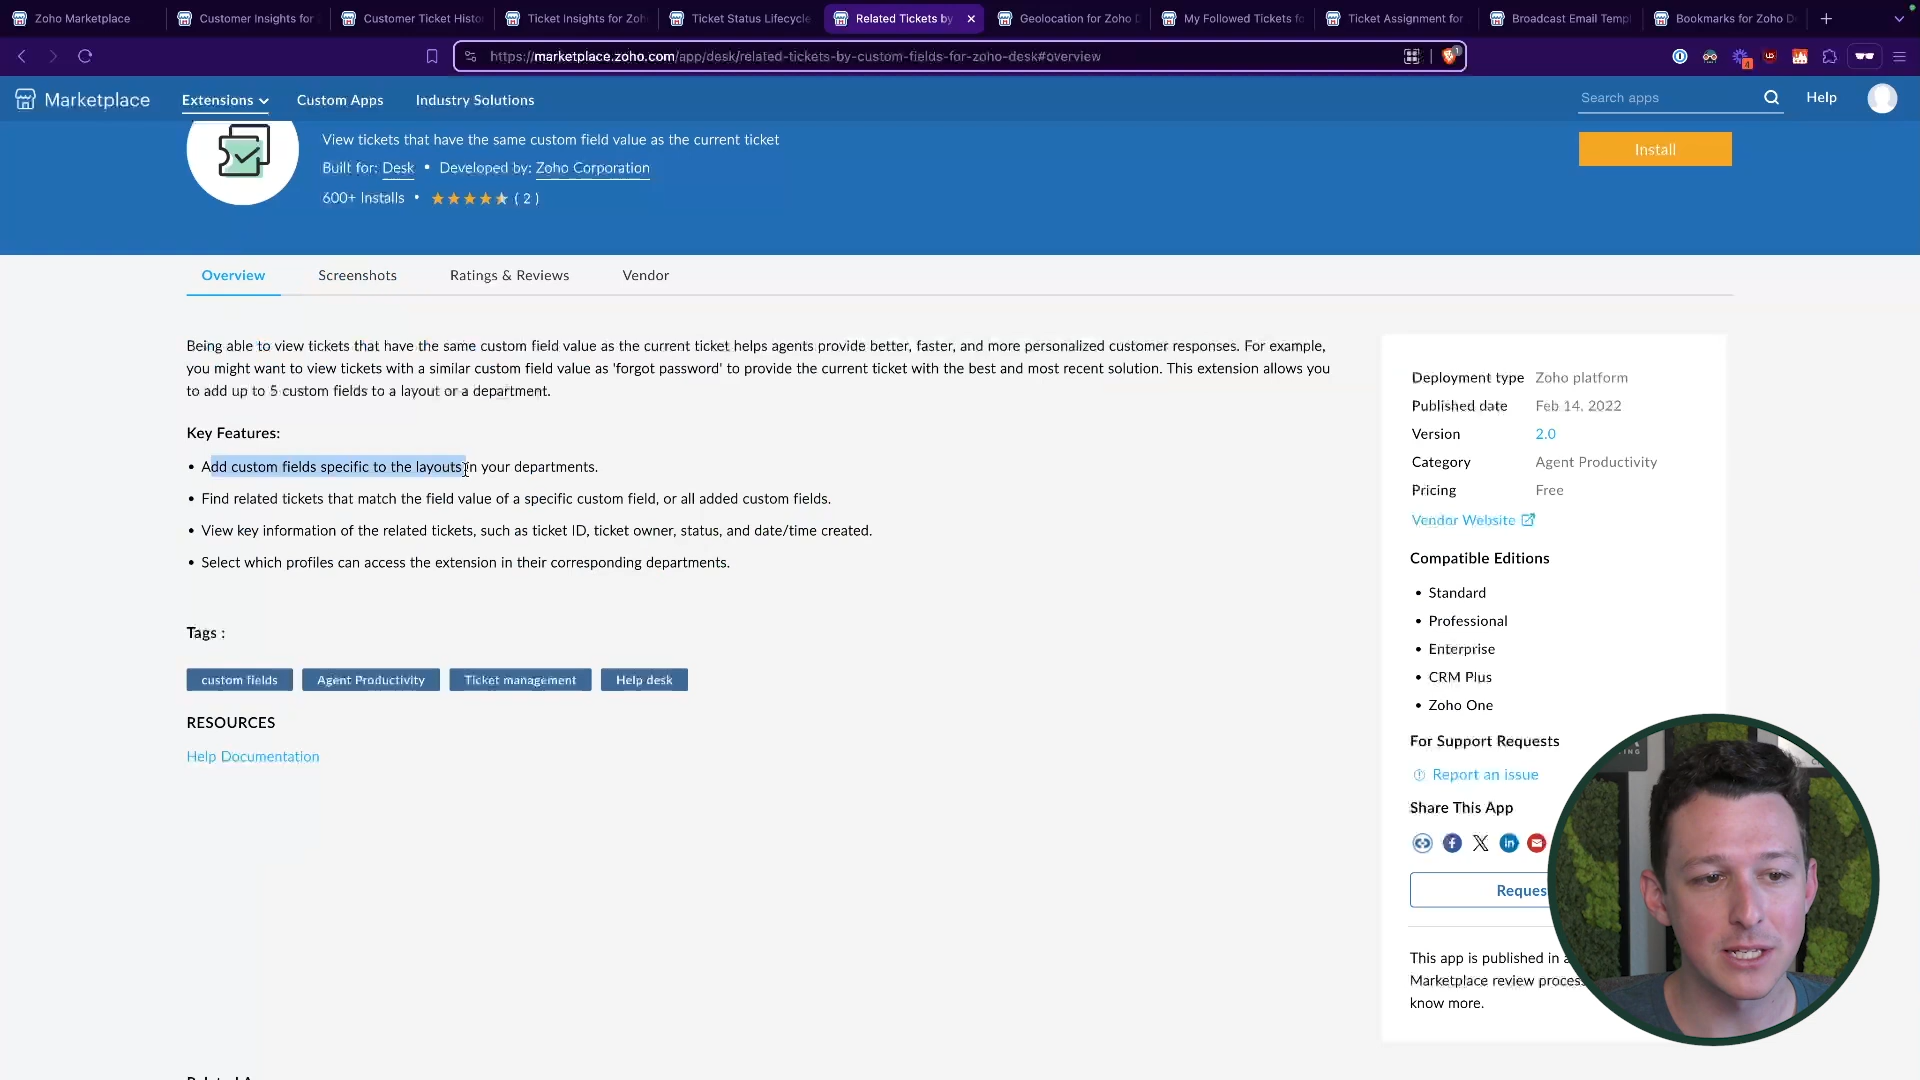 Zoho Marketplace
Customer Insights for
Customer Ticket Histo
Ticket Insights for Zoh
Ticket Status Lifecycle
Related Tickets by
Geolocation for Zoho D
My Followed Tickets fo
Ticket Assignment for
Broadcast Email Temp
Bookmarks for Zoho De
https://marketplace.zoho.com/app/desk/related-tickets-by-custom-fields-for-zoho-desk#overview
1
4
Marketplace
Extensions
Custom Apps
Industry Solutions
Search apps
Help
View tickets that have the same custom field value as the current ticket
Built for: Desk • Developed by: Zoho Corporation
600+ Installs • ( 2 )
Install
Overview
Screenshots
Ratings & Reviews
Vendor
Being able to view tickets that have the same custom field value as the current ticket helps agents provide better, faster, and more personalized customer responses. For example,
you might want to view tickets with a similar custom field value as 'forgot password' to provide the current ticket with the best and most recent solution. This extension allows you
to add up to 5 custom fields to a layout or a department.
Key Features:
• Add custom fields specific to the layouts in your departments.
• Find related tickets that match the field value of a specific custom field, or all added custom fields.
• View key information of the related tickets, such as ticket ID, ticket owner, status, and date/time created.
• Select which profiles can access the extension in their corresponding departments.
Tags :
custom fields
Agent Productivity
Ticket management
Help desk
RESOURCES
Help Documentation
Deployment type Zoho platform
Published date Feb 14, 2022
Version 2.0
Category Agent Productivity
Pricing Free
Vendor Website
Compatible Editions
• Standard
• Professional
• Enterprise
• CRM Plus
• Zoho One
For Support Requests
Report an issue
Share This App
Reques
This app is published in a
Marketplace review proces
know more.